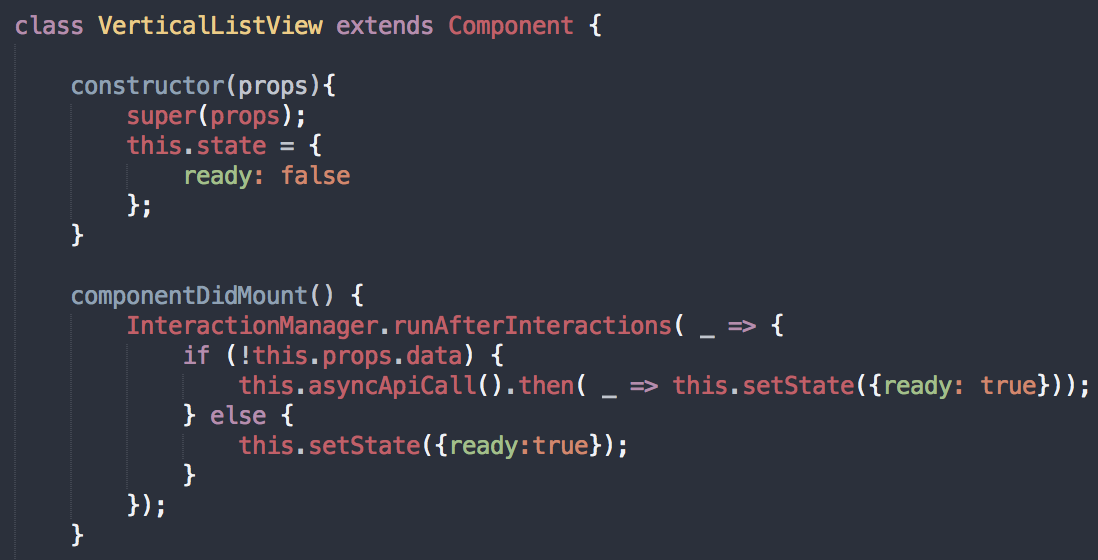 class VerticalListView extends Component {
constructor(props){
super(props);
this.state = {
ready: false
};
}
componentDidMount() {
InteractionManager.runAfterInteractions( _ => {
if (!this.props.data) {
this.asyncApiCall().then( _ => this.setState({ready: true}));
} else {
this.setState({ready:true});
}
});
}